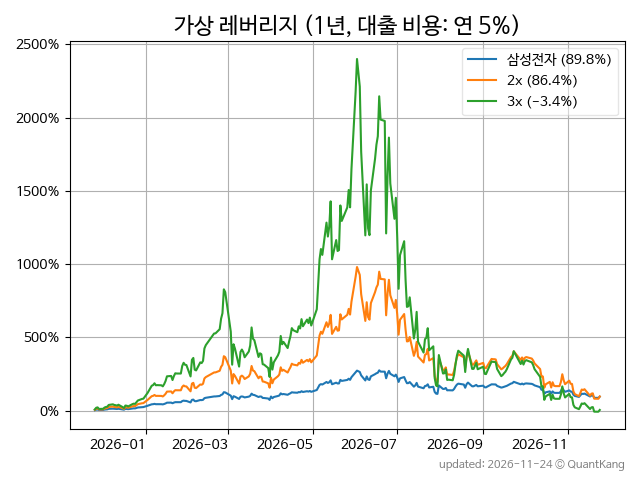 가상 레버리지 (1년, 대출 비용: 연 5%)
2500%
2000%
1500%
1000%
500%
0%
삼성전자 (89.8%)
2x (86.4%)
3x (−3.4%)
2026-01
2026-03
2026-05
2026-07
2026-09
2026-11
updated: 2026-11-24 © QuantKang